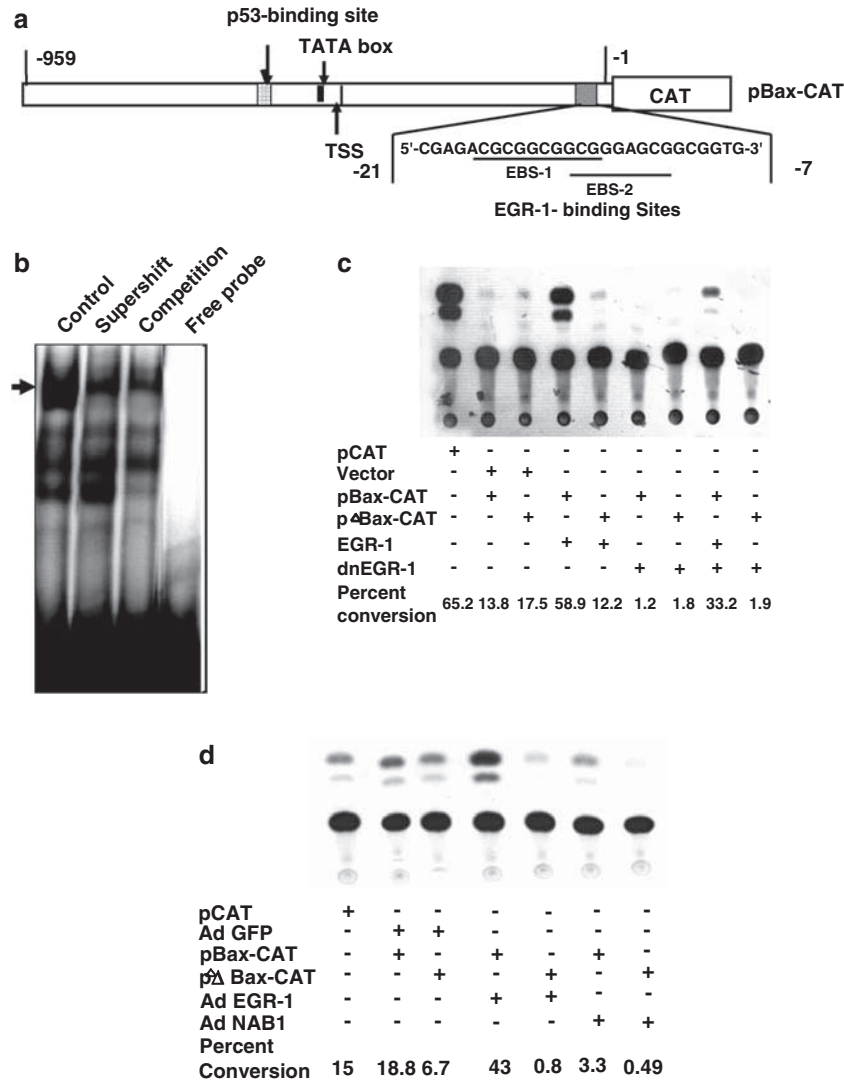 a
p53-binding site
TATA box
-959
-1
CAT
pBax-CAT
TSS
-21
5'-CGAGACGCGGCGGCGGGAGCGGCGGTG-3'
-7
EBS-1
EBS-2
EGR-1- binding Sites
b
Control
Supershift
Competition
Free probe
c
pCAT + - - - - - - - -
Vector - + + - - - - - -
pBax-CAT - + - + - + - + -
pΔBax-CAT - - + - + - + - +
EGR-1 - - - + + - - + -
dnEGR-1 - - - - - + + + +
Percent
conversion 65.2 13.8 17.5 58.9 12.2 1.2 1.8 33.2 1.9
d
pCAT + - - - - - -
Ad GFP - + + - - - -
pBax-CAT - + - + - + -
pΔ Bax-CAT - - + - + - +
Ad EGR-1 - - - + + - -
Ad NAB1 - - - - - + +
Percent
Conversion 15 18.8 6.7 43 0.8 3.3 0.49